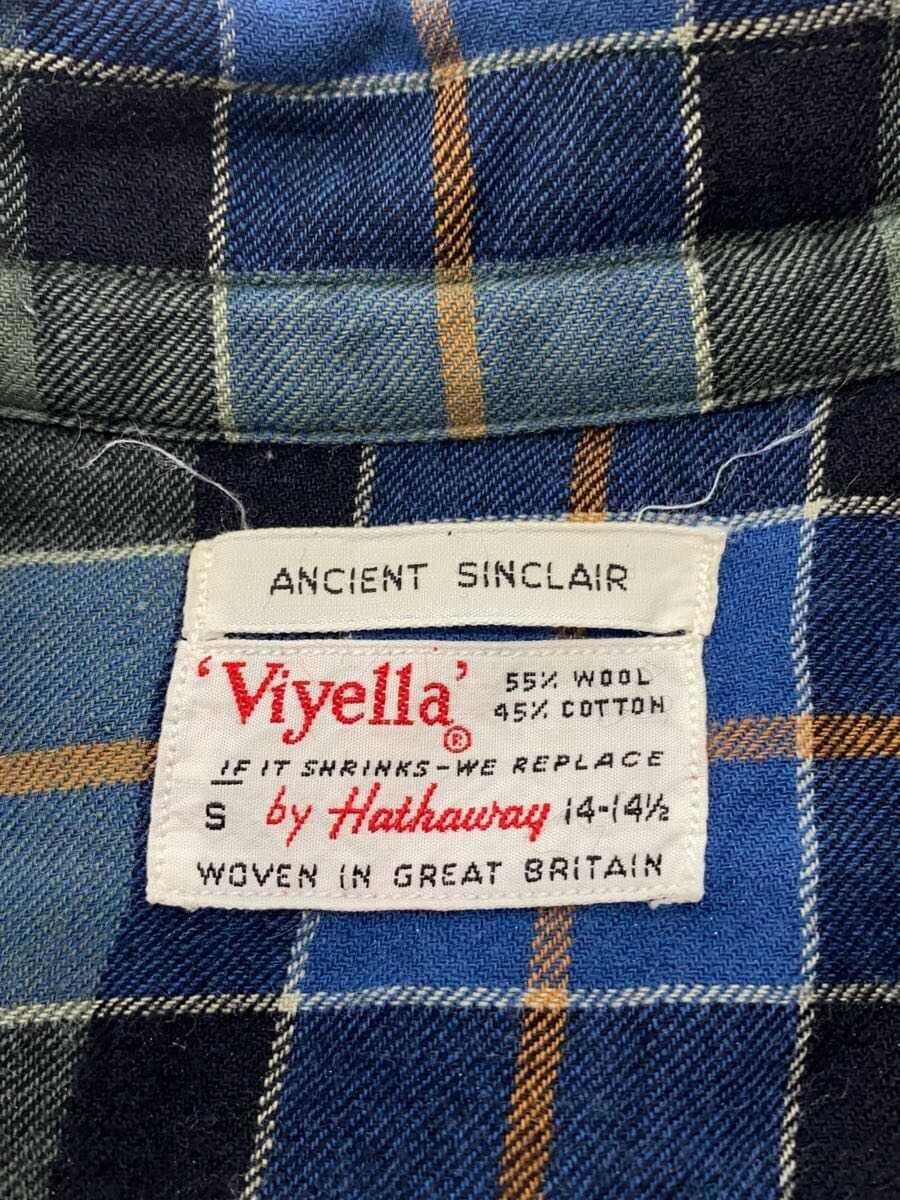 ANCIENT SINCLAIR
'Viyella'® 55% WOOL
45% COTTON
IF IT SHRINKS-WE REPLACE
S by Hathaway 14-14½
WOVEN IN GREAT BRITAIN